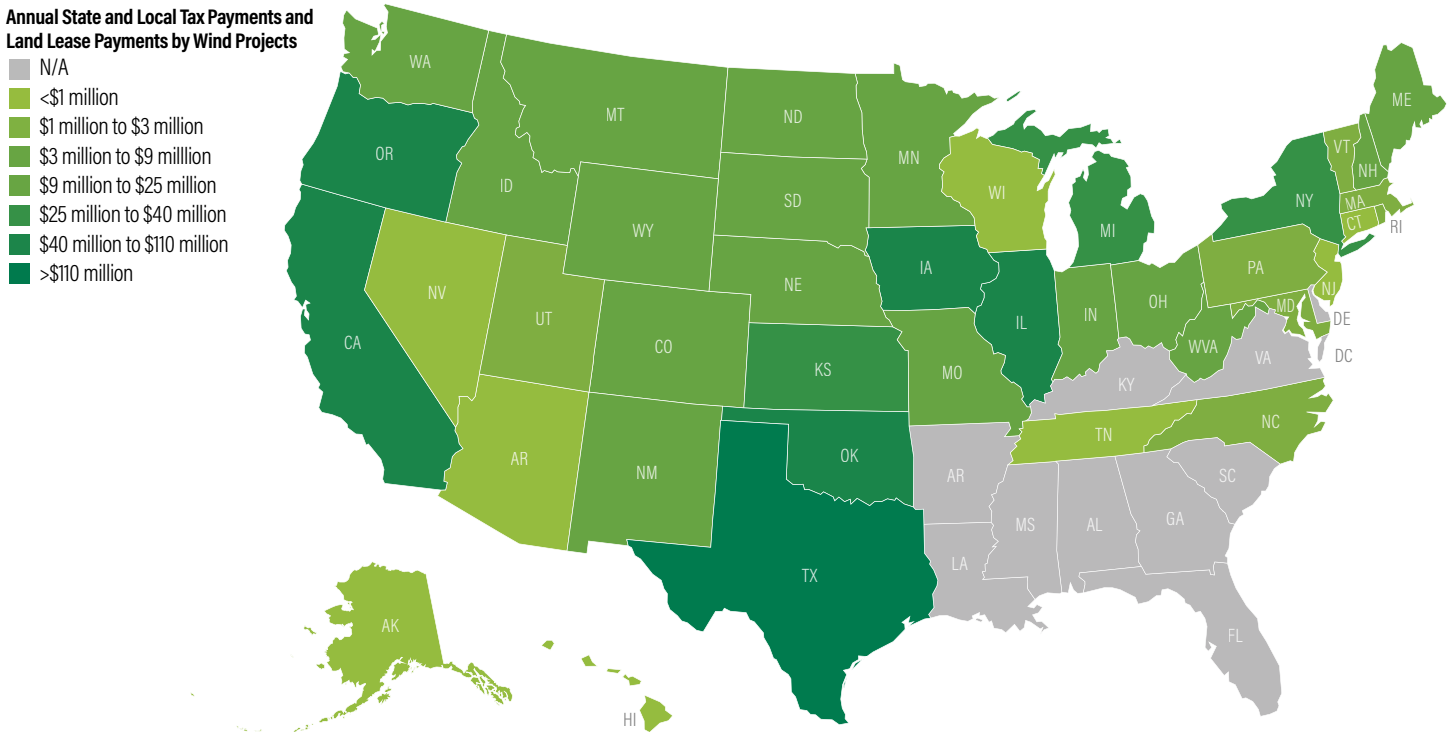 Annual State and Local Tax Payments and
Land Lease Payments by Wind Projects
N/A
<$1 million
$1 million to $3 million
$3 million to $9 milllion
$9 million to $25 million
$25 million to $40 million
$40 million to $110 million
>$110 million
WA
MT
ND
ME
OR
ID
MN
VT
NH
WI
SD
NY
MA
WY
MI
CT
RI
IA
PA
NV
NE
NJ
UT
OH
MD
IN
DE
CA
CO
IL
WVA
VA
DC
KS
MO
KY
NC
TN
AR
NM
OK
AR
SC
MS
AL
GA
LA
TX
AK
FL
HI